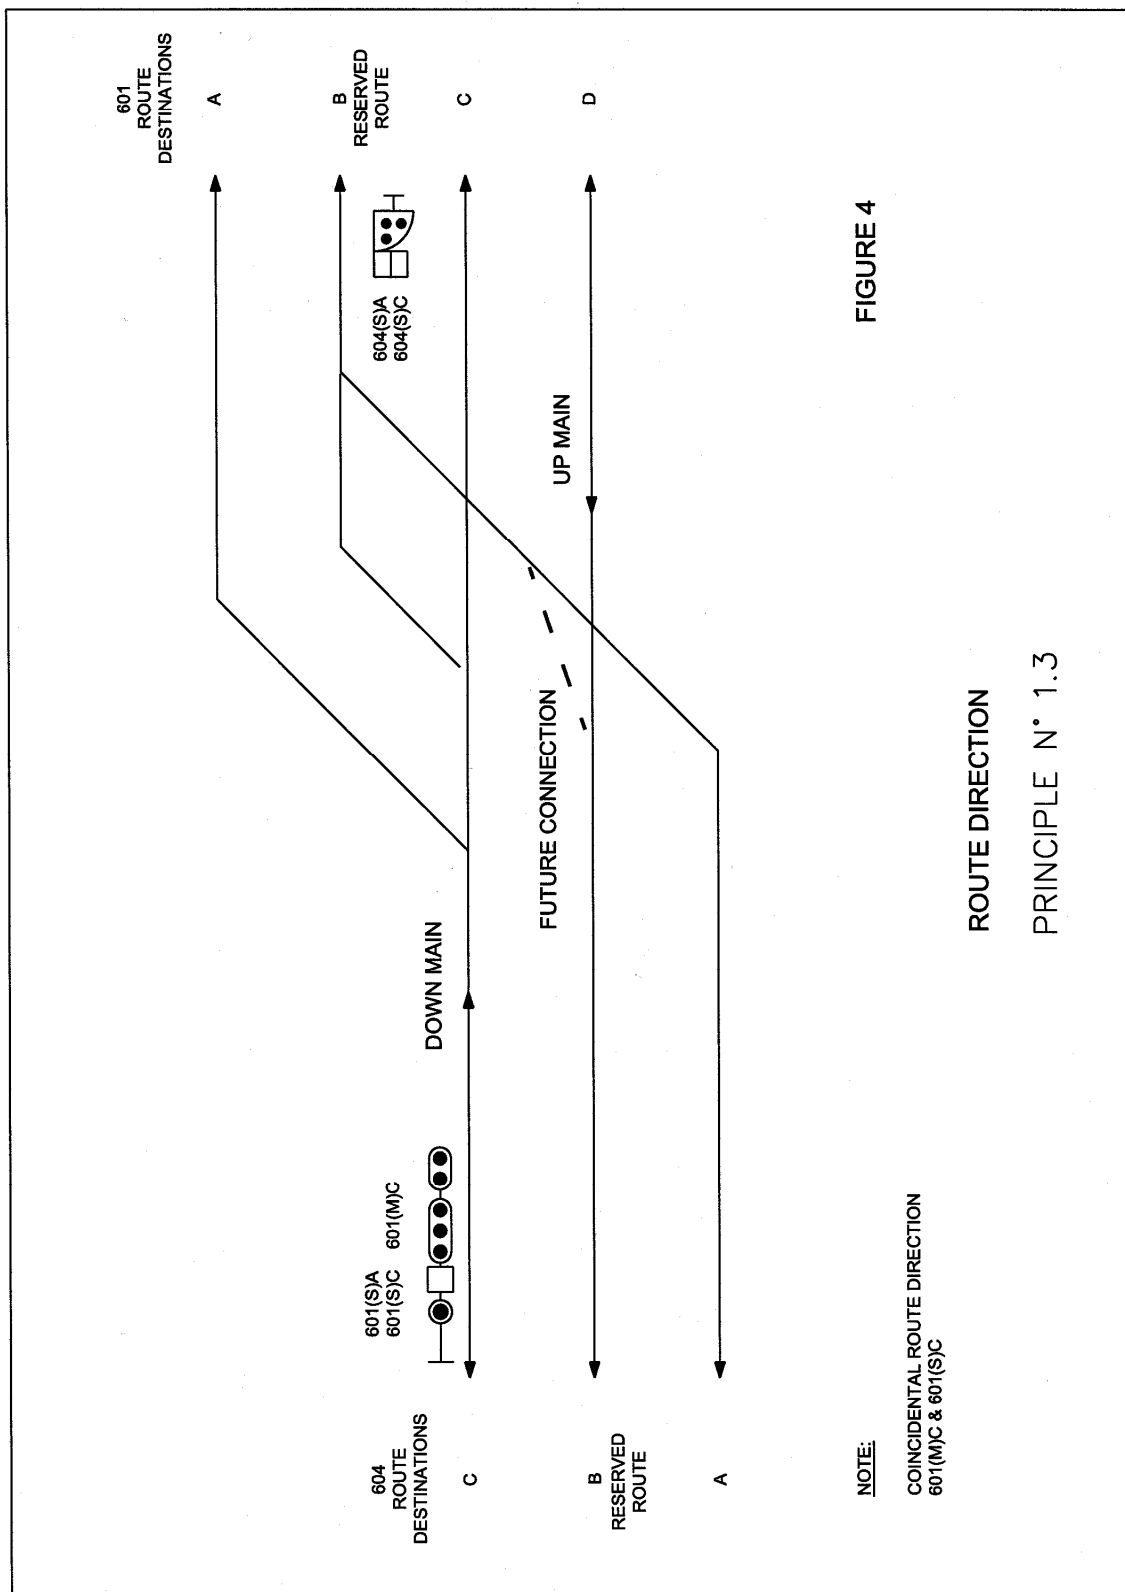 601
ROUTE
DESTINATIONS
A
B
RESERVED
ROUTE
C
D
604(S)A
604(S)C
UP MAIN
FUTURE CONNECTION
DOWN MAIN
601(S)A
601(S)C 601(M)C
604
ROUTE
DESTINATIONS
C
B
RESERVED
ROUTE
A
NOTE:
COINCIDENTAL ROUTE DIRECTION
601(M)C & 601(S)C
FIGURE 4
ROUTE DIRECTION
PRINCIPLE N° 1.3